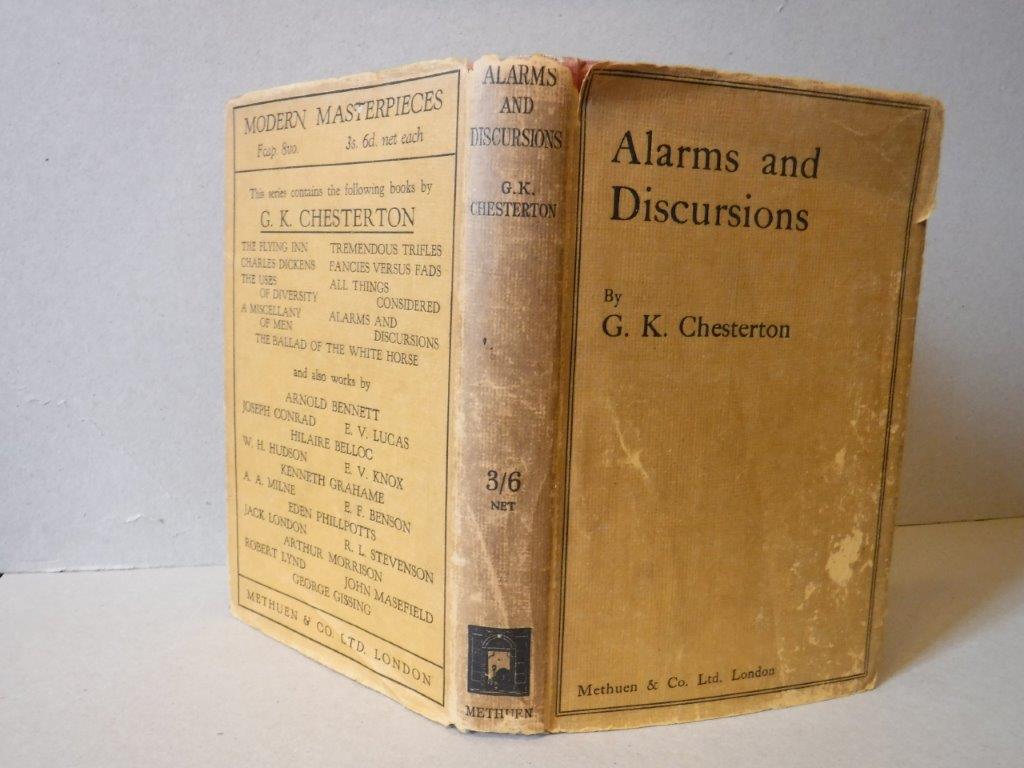 MODERN MASTERPIECES
Fcap. 8vo. 3s. 6d. net each
This series contains the following books by
G. K. CHESTERTON
THE FLYING INN
CHARLES DICKENS
THE USES
OF DIVERSITY
A MISCELLANY
OF MEN
TREMENDOUS TRIFLES
FANCIES VERSUS FADS
ALL THINGS
CONSIDERED
ALARMS AND
DISCURSIONS
THE BALLAD OF THE WHITE HORSE
and also works by
ARNOLD BENNETT
JOSEPH CONRAD E. V. LUCAS
HILAIRE BELLOC
W. H. HUDSON E. V. KNOX
KENNETH GRAHAME
A. A. MILNE E. F. BENSON
EDEN PHILLPOTTS
JACK LONDON R. L. STEVENSON
ARTHUR MORRISON
ROBERT LYND JOHN MASEFIELD
GEORGE GISSING
METHUEN & CO. LTD. LONDON
ALARMS
AND
DISCURSIONS
G.K.
CHESTERTON
3/6
NET
METHUEN
Alarms and
Discursions
By
G. K. Chesterton
Methuen & Co. Ltd. London